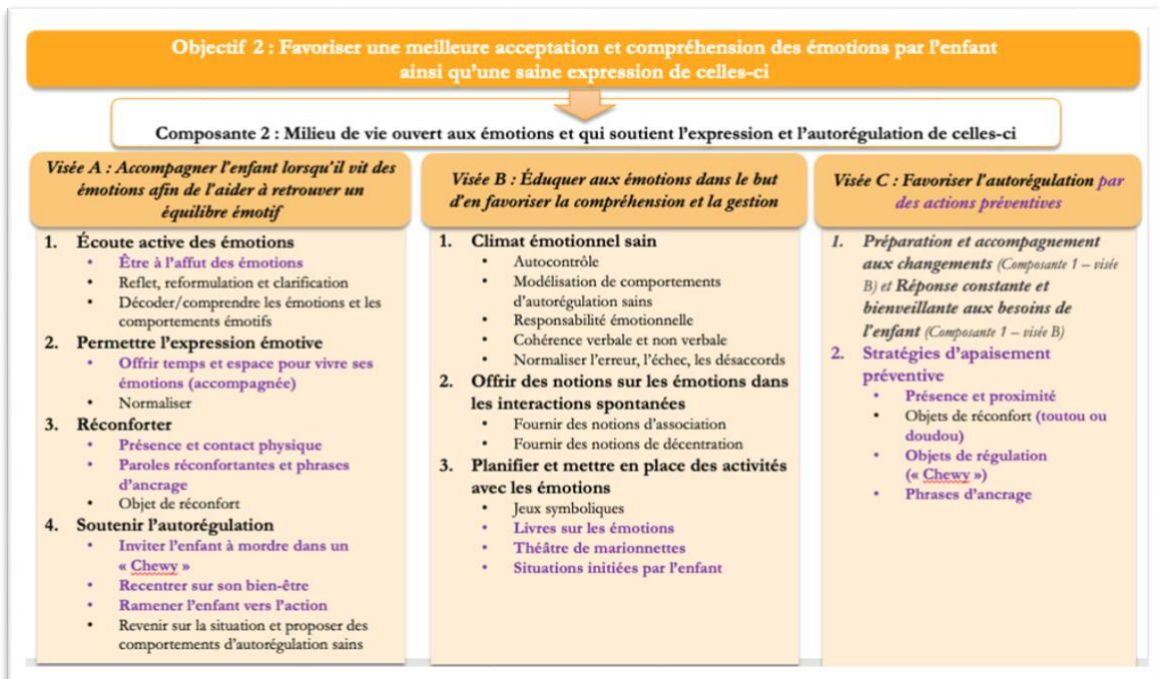 Objectif 2 : Favoriser une meilleure acceptation et compréhension des émotions par l'enfant
ainsi qu'une saine expression de celles-ci
Composante 2 : Milieu de vie ouvert aux émotions et qui soutient l'expression et l'autorégulation de celles-ci
Visée A : Accompagner l'enfant lorsqu'il vit des
émotions afin de l'aider à retrouver un
équilibre émotif
1. Écoute active des émotions
• Être à l'affut des émotions
• Reflet, reformulation et clarification
• Décoder/comprendre les émotions et les
comportements émotifs
2. Permettre l'expression émotive
• Offrir temps et espace pour vivre ses
émotions (accompagnée)
• Normaliser
3. Réconforter
• Présence et contact physique
• Paroles réconfortantes et phrases
d'ancrage
• Objet de réconfort
4. Soutenir l'autorégulation
• Inviter l'enfant à mordre dans un
« Chewy »
• Recentrer sur son bien-être
• Ramener l'enfant vers l'action
• Revenir sur la situation et proposer des
comportements d'autorégulation sains
Visée B : Éduquer aux émotions dans le but
d'en favoriser la compréhension et la gestion
1. Climat émotionnel sain
• Autocontrôle
• Modélisation de comportements
d'autorégulation sains
• Responsabilité émotionnelle
• Cohérence verbale et non verbale
• Normaliser l'erreur, l'échec, les désaccords
2. Offrir des notions sur les émotions dans
les interactions spontanées
• Fournir des notions d'association
• Fournir des notions de décentration
3. Planifier et mettre en place des activités
avec les émotions
• Jeux symboliques
• Livres sur les émotions
• Théâtre de marionnettes
• Situations initiées par l'enfant
Visée C : Favoriser l'autorégulation par
des actions préventives
1. Préparation et accompagnement
aux changements (Composante 1 – visée
B) et Réponse constante et
bienveillante aux besoins de
l'enfant (Composante 1 – visée B)
2. Stratégies d'apaisement
préventive
• Présence et proximité
• Objets de réconfort (toutou ou
doudou)
• Objets de régulation
(« Chewy »)
• Phrases d'ancrage